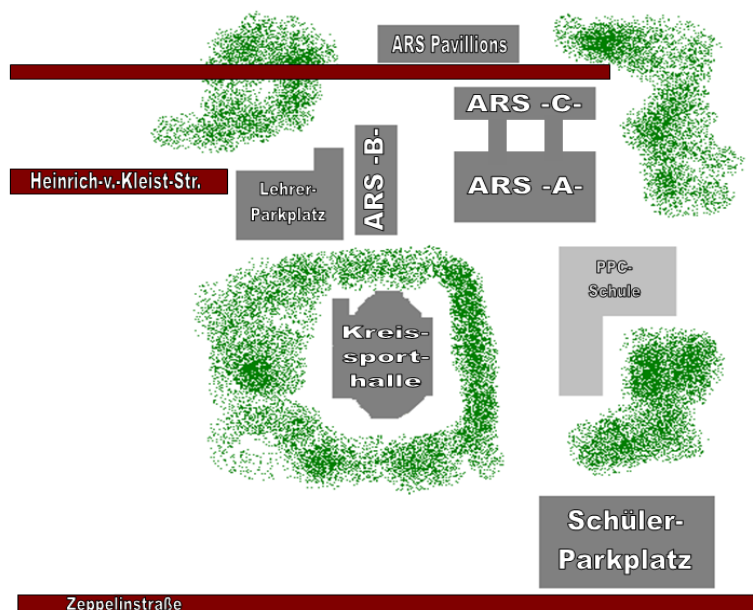 ARS Pavillions
ARS -C-
ARS -B-
ARS -A-
Heinrich-v.-Kleist-Str.
Lehrer-
Parkplatz
PPC-
Schule
Kreis-
sport-
halle
Schüler-
Parkplatz
Zeppelinstraße